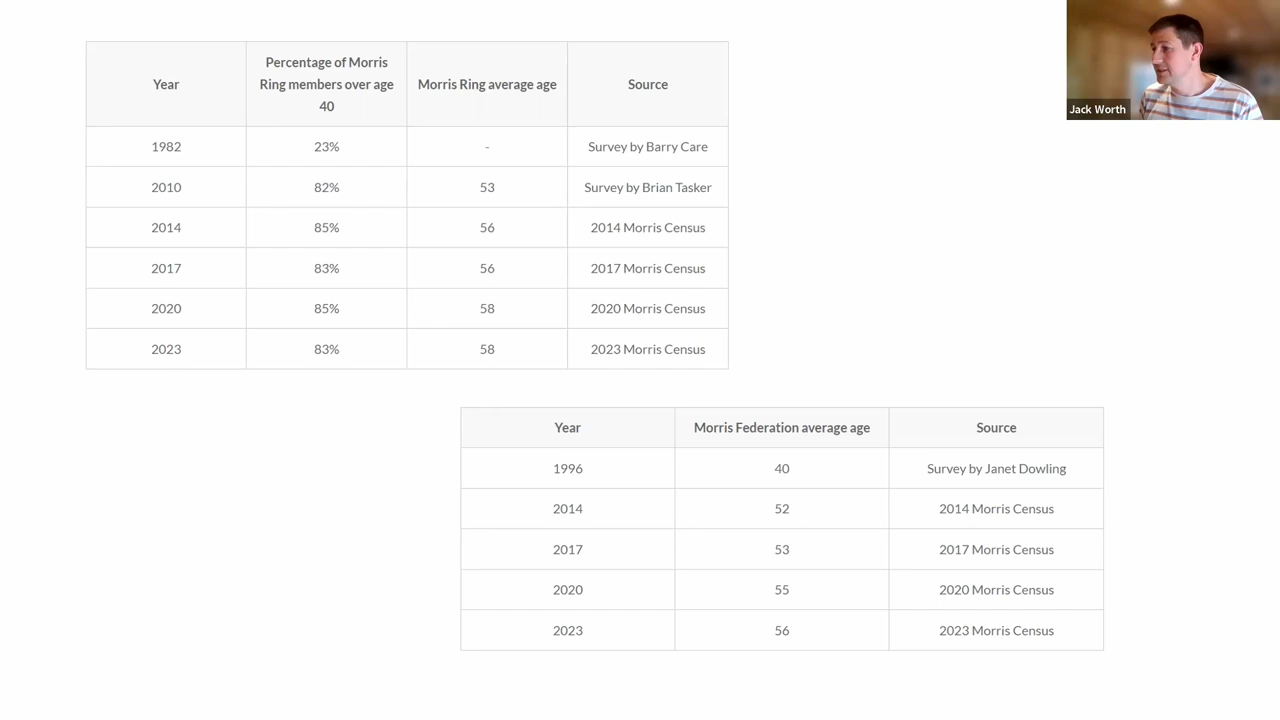 Year
Percentage of Morris
Ring members over age
40
Morris Ring average age
Source
1982
23%
-
Survey by Barry Care
2010
82%
53
Survey by Brian Tasker
2014
85%
56
2014 Morris Census
2017
83%
56
2017 Morris Census
2020
85%
58
2020 Morris Census
2023
83%
58
2023 Morris Census
Jack Worth
Year
Morris Federation average age
Source
1996
40
Survey by Janet Dowling
2014
52
2014 Morris Census
2017
53
2017 Morris Census
2020
55
2020 Morris Census
2023
56
2023 Morris Census